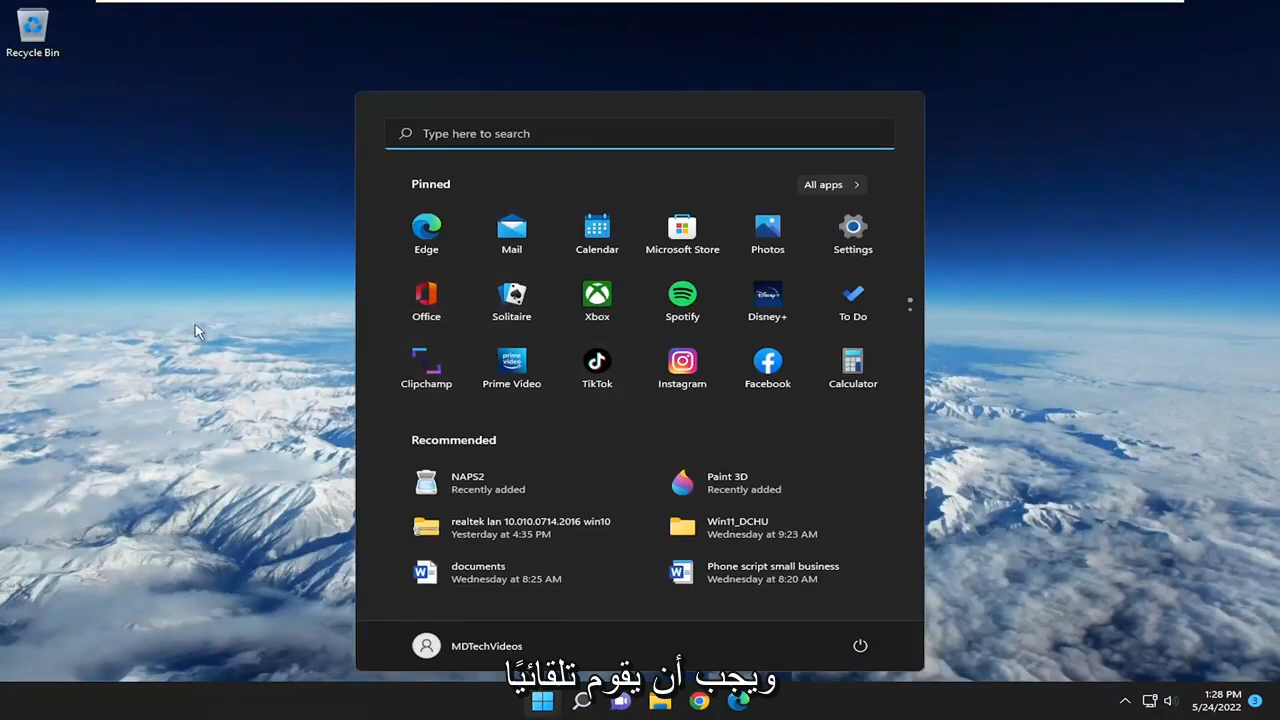 Recycle Bin
Type here to search
Pinned
All apps
Edge
Mail
Calendar
Microsoft Store
Photos
Settings
Office
Solitaire
Xbox
Spotify
Disney+
To Do
Clipchamp
prime video
Prime Video
TikTok
Instagram
Facebook
Calculator
Recommended
NAPS2
Recently added
Paint 3D
Recently added
realtek lan 10.010.0714.2016 win10
Yesterday at 4:35 PM
Win11_DCHU
Wednesday at 9:23 AM
documents
Wednesday at 8:25 AM
Phone script small business
Wednesday at 8:20 AM
MDTechVideos
ويجب أن يقوم تلقائيًا
1:28 PM
5/24/2022
3